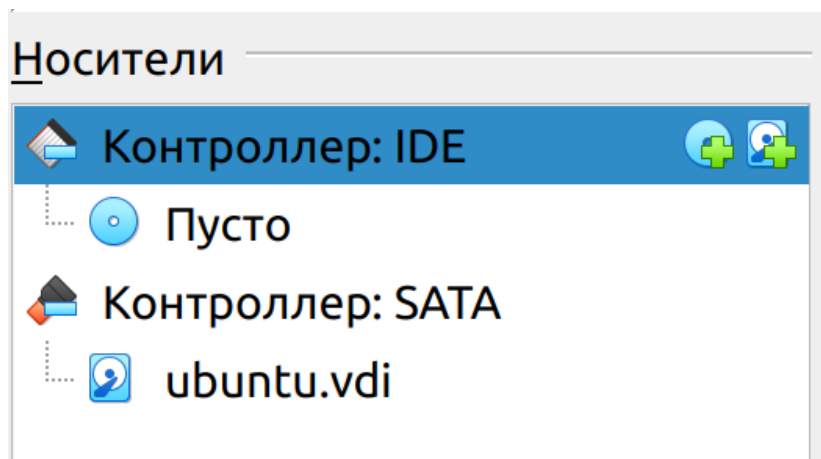 Носители
Контроллер: IDE
Пусто
Контроллер: SATA
ubuntu.vdi